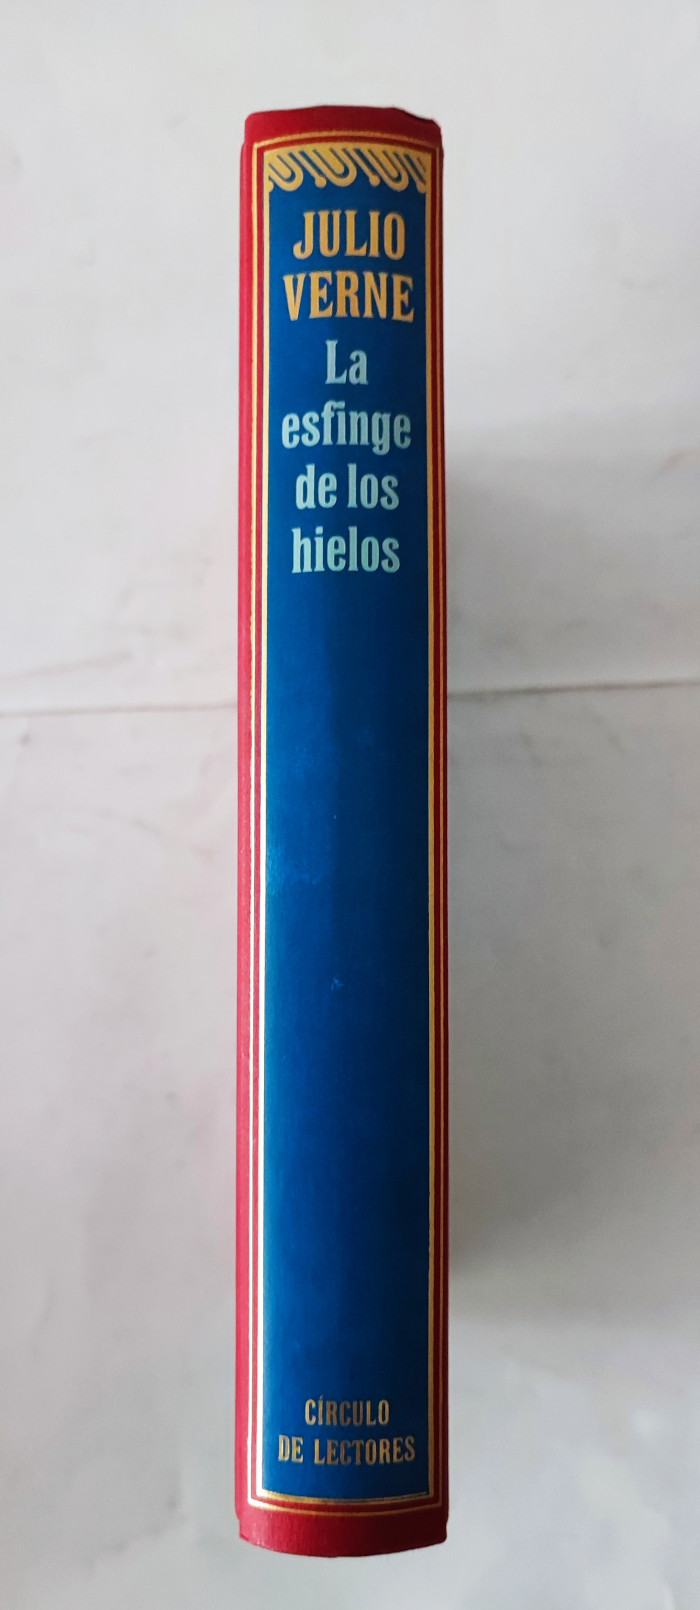 JULIO
VERNE
La
esfinge
de los
hielos
CÍRCULO
DE LECTORES